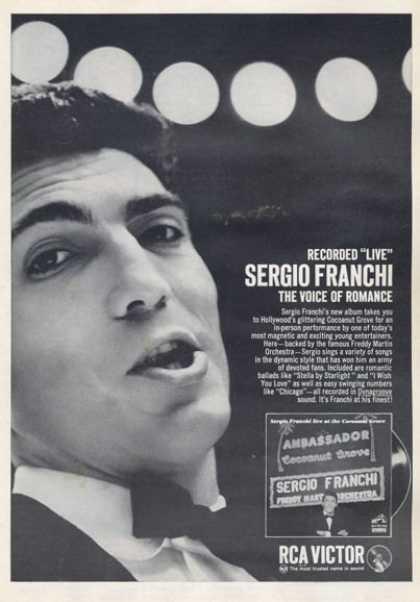 RECORDED "LIVE"
SERGIO FRANCHI
THE VOICE OF ROMANCE
Sergio Franchi's new album takes you
to Hollywood's glittering Cocoanut Grove for an
in-person performance by one of today's
most magnetic and exciting young entertainers.
Here—backed by the famous Freddy Martin
Orchestra—Sergio sings a variety of songs
in the dynamic style that has won him an army
of devoted fans. Included are romantic
ballads like "Stella by Starlight" and "I Wish
You Love" as well as easy swinging numbers
like "Chicago"—all recorded in Dynagroove
sound. It's Franchi at his finest!
Sergio Franchi live at the Cocoanut Grove
AMBASSADOR
Cocoanut Grove
SERGIO FRANCHI
FREDDY MART ORCHESTRA
RCA VICTOR
The most trusted name in sound